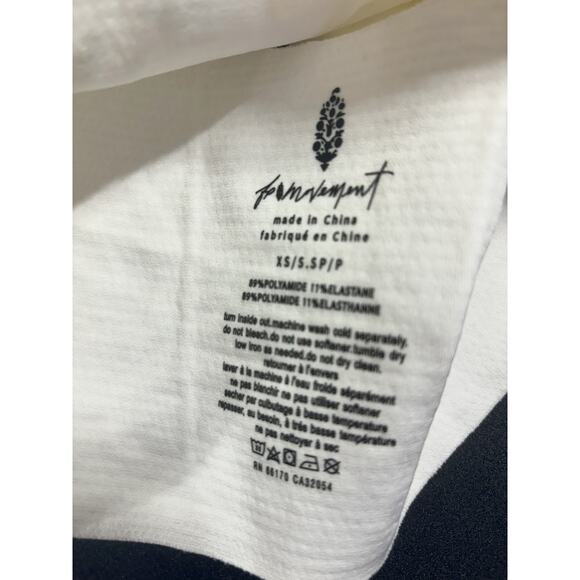 fpmovement
made in China
fabriqué en Chine
XS/S.SP/P
89%POLYAMIDE 11%ELASTANE
89%POLYAMIDE 11%ELASTHANNE
turn inside out.machine wash cold separately.
do not bleach.do not use softener.tumble dry
low iron as needed.do not dry clean.
retourner à l'envers
laver à la machine à l'eau froide séparément
ne pas blanchir ne pas utiliser softener
secher par culbutage à basse temperature
repasser, au besoin, à très basse température
ne pas nettoyer à sec
RN 66170 CA32054